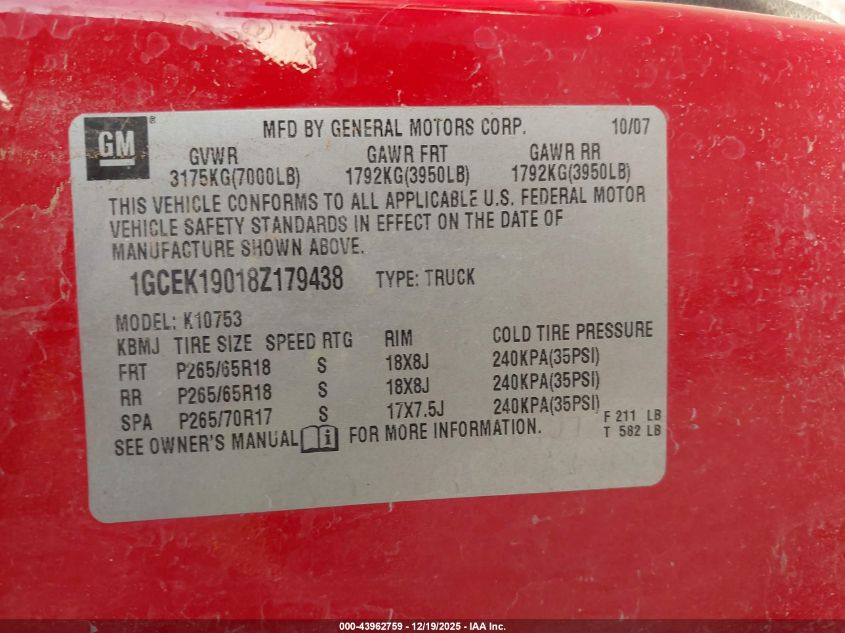 GM ®
MFD BY GENERAL MOTORS CORP. 10/07
GVWR GAWR FRT GAWR RR
3175KG(7000LB) 1792KG(3950LB) 1792KG(3950LB)
THIS VEHICLE CONFORMS TO ALL APPLICABLE U.S. FEDERAL MOTOR
VEHICLE SAFETY STANDARDS IN EFFECT ON THE DATE OF
MANUFACTURE SHOWN ABOVE.
1GCEK19018Z179438 TYPE: TRUCK
MODEL: K10753
KBMJ TIRE SIZE SPEED RTG RIM COLD TIRE PRESSURE
FRT P265/65R18 S 18X8J 240KPA(35PSI)
RR P265/65R18 S 18X8J 240KPA(35PSI)
SPA P265/70R17 S 17X7.5J 240KPA(35PSI)
SEE OWNER'S MANUAL i FOR MORE INFORMATION.
F 211 LB
T 582 LB
000-43962759 - 12/19/2025 - IAA Inc.